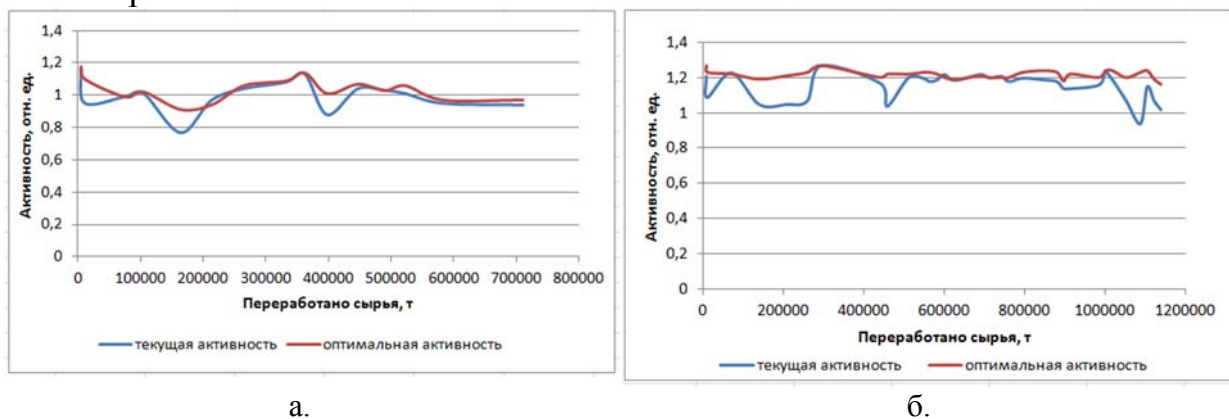 1,4
1,2
1
0,8
0,6
0,4
0,2
0
Активность, отн. ед.
0 100000 200000 300000 400000 500000 600000 700000 800000
Переработано сырья, т
текущая активность оптимальная активность
а.
1,4
1,2
1
0,8
0,6
0,4
0,2
0
Активность, отн. ед.
0 200000 400000 600000 800000 1000000 1200000
Переработано сырья, т
текущая активность оптимальная активность
б.